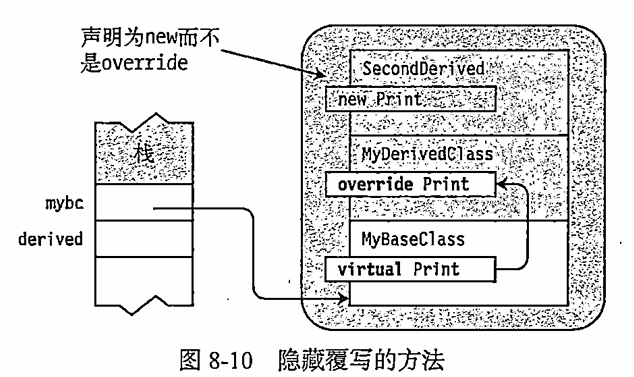 声明为new而不
是override
SecondDerived
new Print
栈
MyDerivedClass
override Print
mybc
derived
MyBaseClass
virtual Print
图 8-10 隐藏覆写的方法